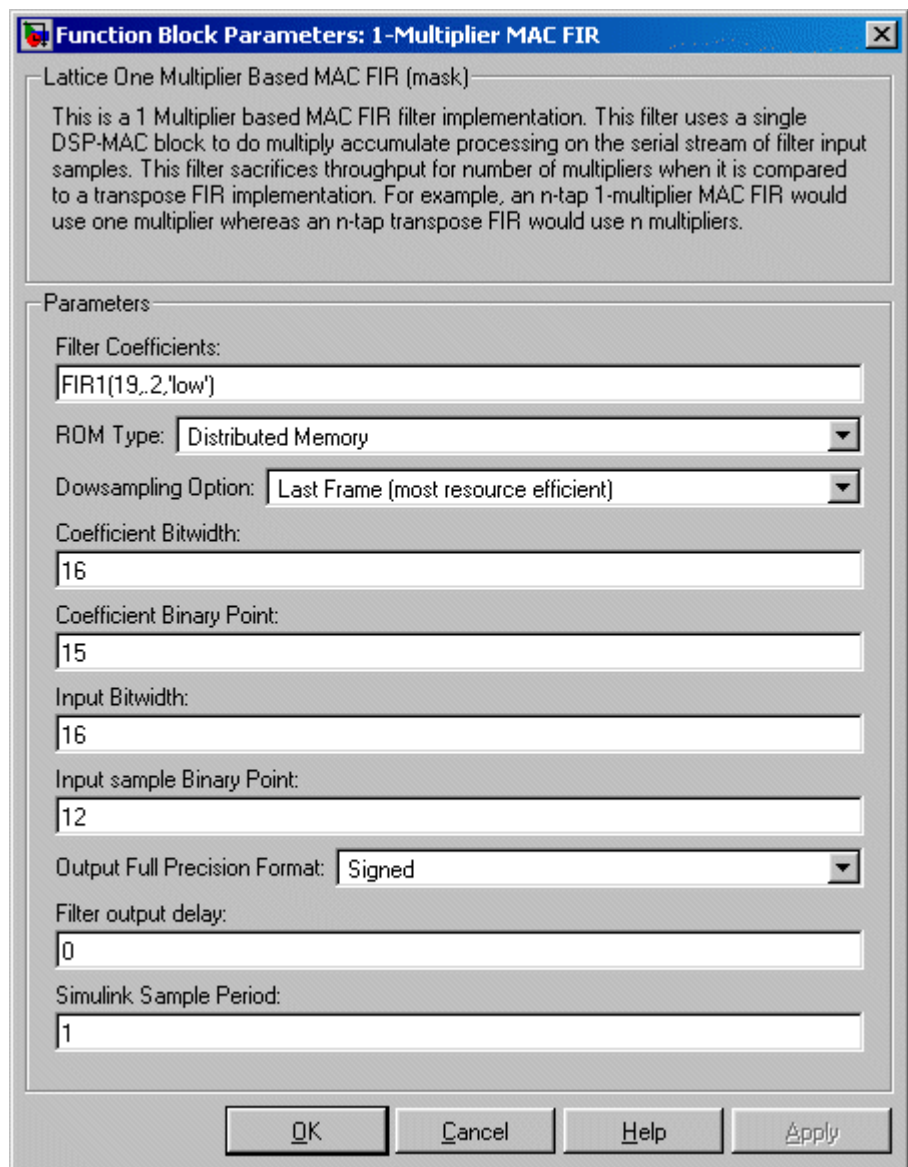 Function Block Parameters: 1-Multiplier MAC FIR
Lattice One Multiplier Based MAC FIR (mask)
This is a 1 Multiplier based MAC FIR filter implementation. This filter uses a single
DSP-MAC block to do multiply accumulate processing on the serial stream of filter input
samples. This filter sacrifices throughput for number of multipliers when it is compared
to a transpose FIR implementation. For example, an n-tap 1-multiplier MAC FIR would
use one multiplier whereas an n-tap transpose FIR would use n multipliers.
Parameters
Filter Coefficients:
FIR1(19,.2,'low')
ROM Type: Distributed Memory
Dowsampling Option: Last Frame (most resource efficient)
Coefficient Bitwidth:
16
Coefficient Binary Point:
15
Input Bitwidth:
16
Input sample Binary Point:
12
Output Full Precision Format: Signed
Filter output delay:
0
Simulink Sample Period:
1
OK Cancel Help Apply